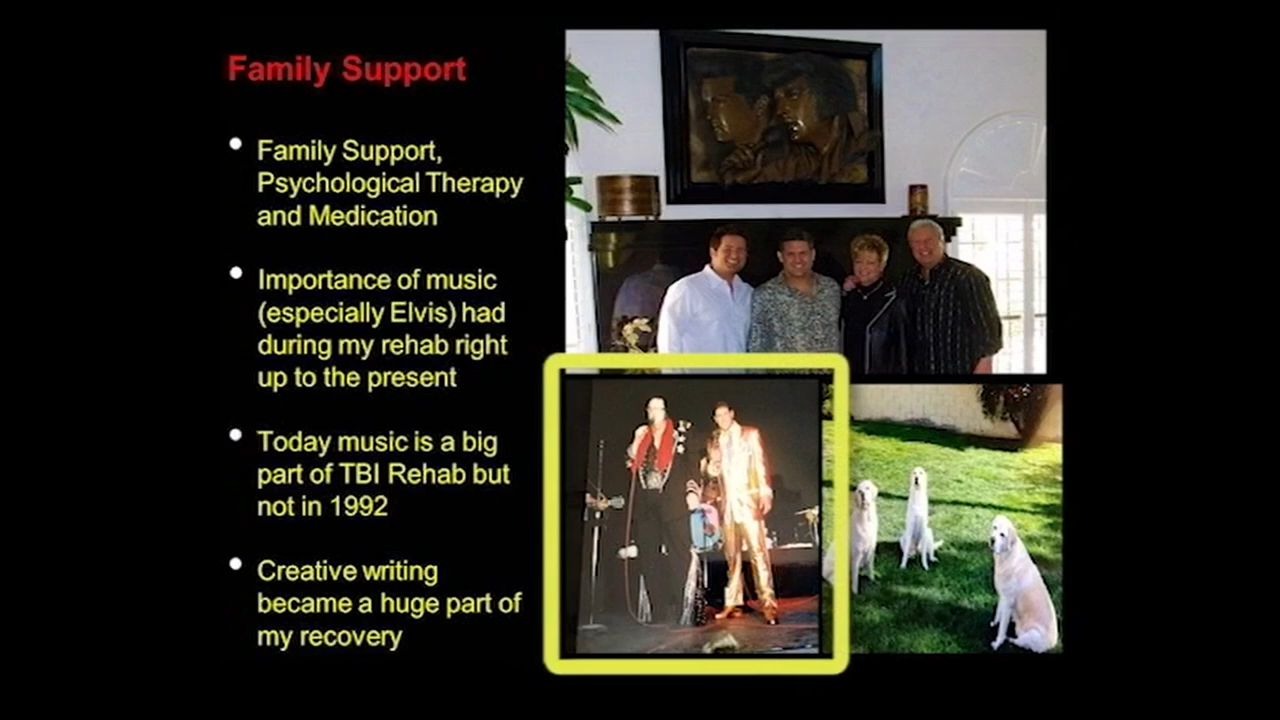 Family Support
Family Support,
Psychological Therapy
and Medication
Importance of music
(especially Elvis) had
during my rehab right
up to the present
Today music is a big
part of TBI Rehab but
not in 1992
Creative writing
became a huge part of
my recovery